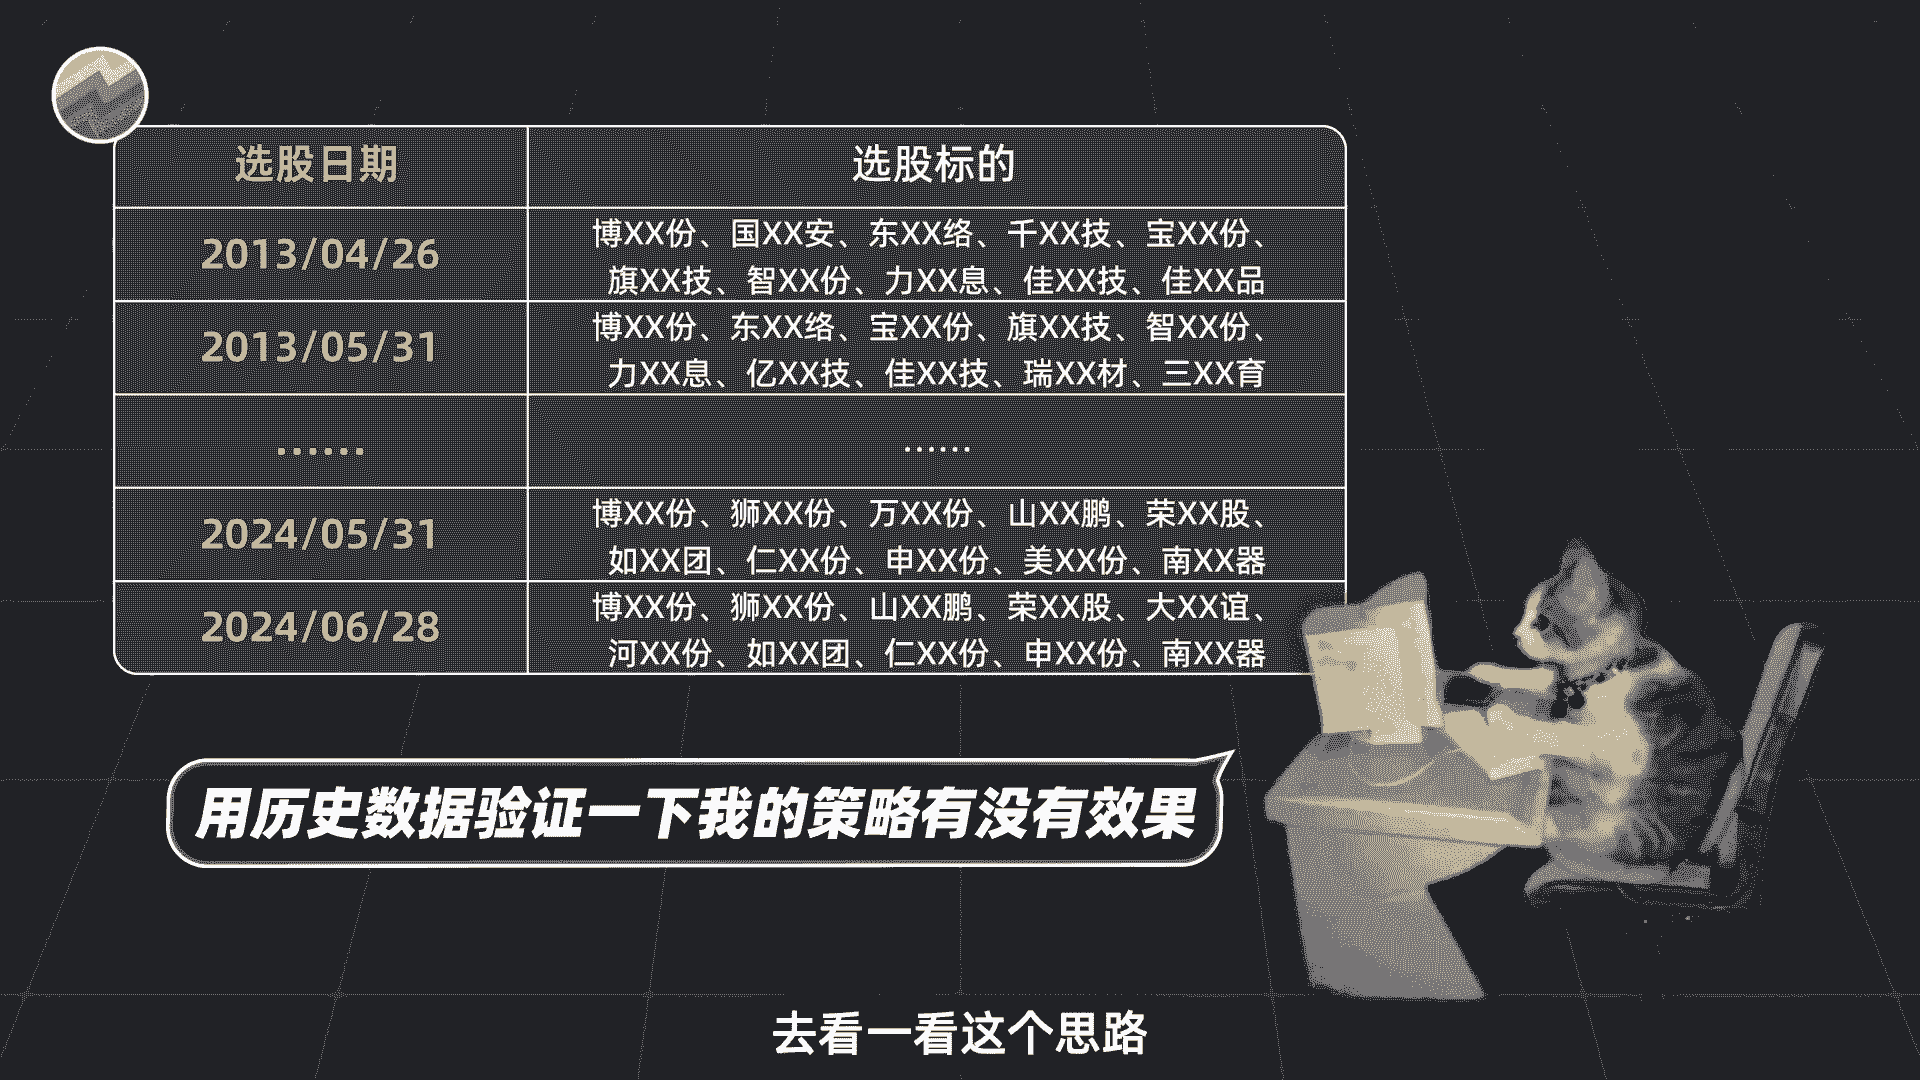 选股日期 选股标的
2013/04/26 博XX份、国XX安、东XX络、千XX技、宝XX份、
旗XX技、智XX份、力XX息、佳XX技、佳XX品
2013/05/31 博XX份、东XX络、宝XX份、旗XX技、智XX份、
力XX息、亿XX技、佳XX技、瑞XX材、三XX育
...... ......
2024/05/31 博XX份、狮XX份、万XX份、山XX鹏、荣XX股、
如XX团、仁XX份、申XX份、美XX份、南XX器
2024/06/28 博XX份、狮XX份、山XX鹏、荣XX股、大XX谊、
河XX份、如XX团、仁XX份、申XX份、南XX器
用历史数据验证一下我的策略有没有效果
去看一看这个思路